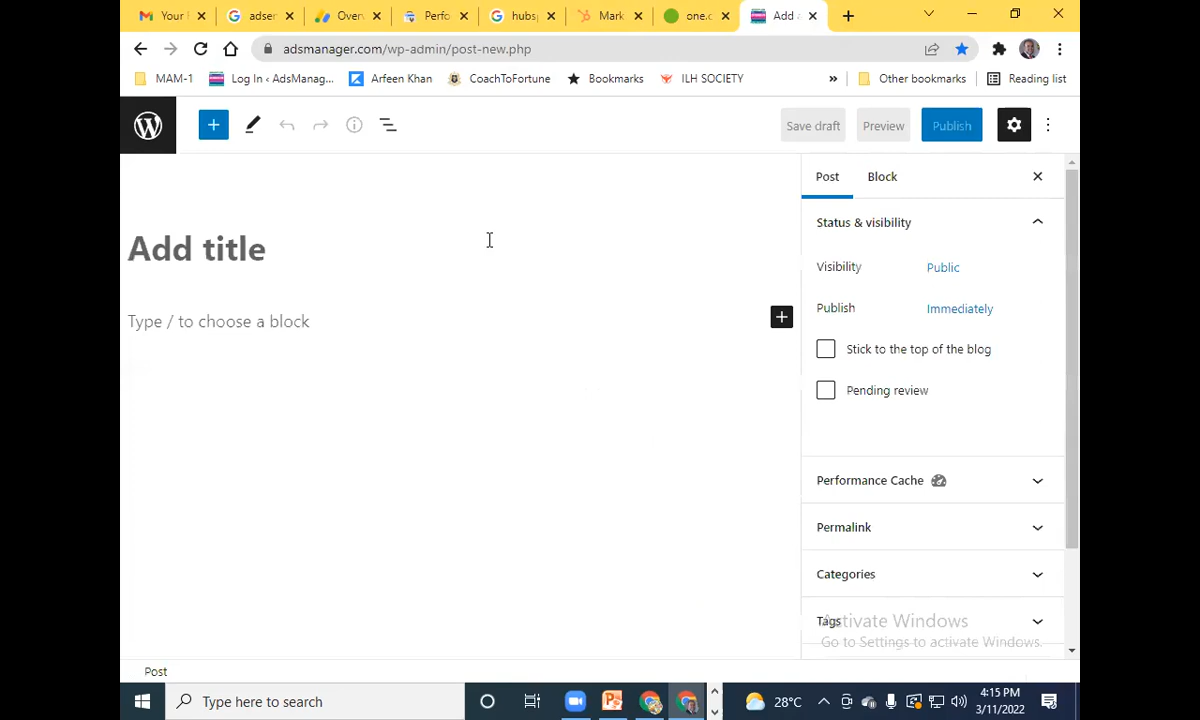 Your
adser
Over
Perfo
hubs
Mark
one.c
Add
adsmanager.com/wp-admin/post-new.php
MAM-1
Log In ‹ AdsManag...
Arfeen Khan
CoachToFortune
Bookmarks
ILH SOCIETY
»
Other bookmarks
Reading list
Save draft
Preview
Publish
Post
Block
Status & visibility
Add title
Visibility
Public
Publish
Immediately
Type / to choose a block
Stick to the top of the blog
Pending review
Performance Cache
Permalink
Categories
Tags
Activate Windows
Go to Settings to activate Windows.
Post
Type here to search
28°C
4:15 PM
3/11/2022